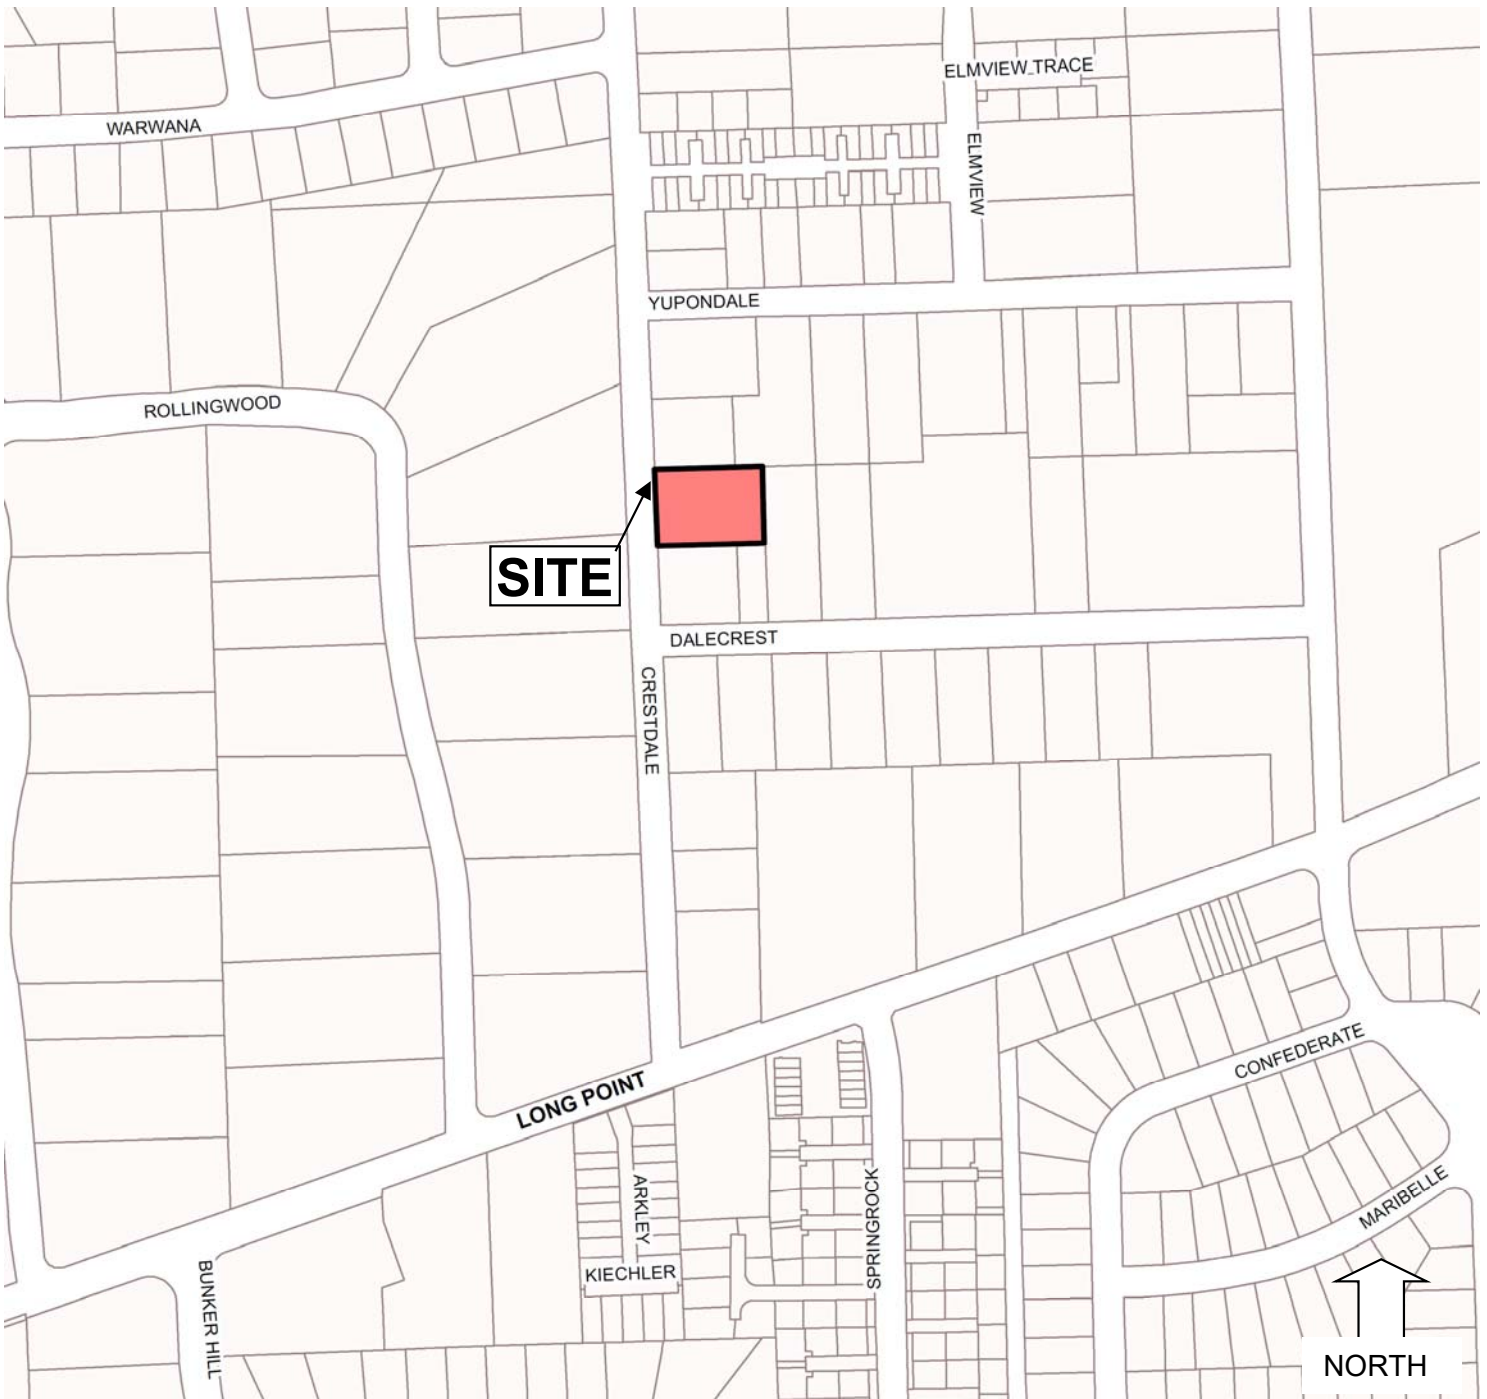 ELMVIEW TRACE
WARWANA
ELMVIEW
YUPONDALE
ROLLINGWOOD
SITE
DALECREST
CRESTDALE
CONFEDERATE
LONG POINT
MARIBELLE
ARKLEY
SPRINGROCK
KIECHLER
BUNKER HILL
NORTH